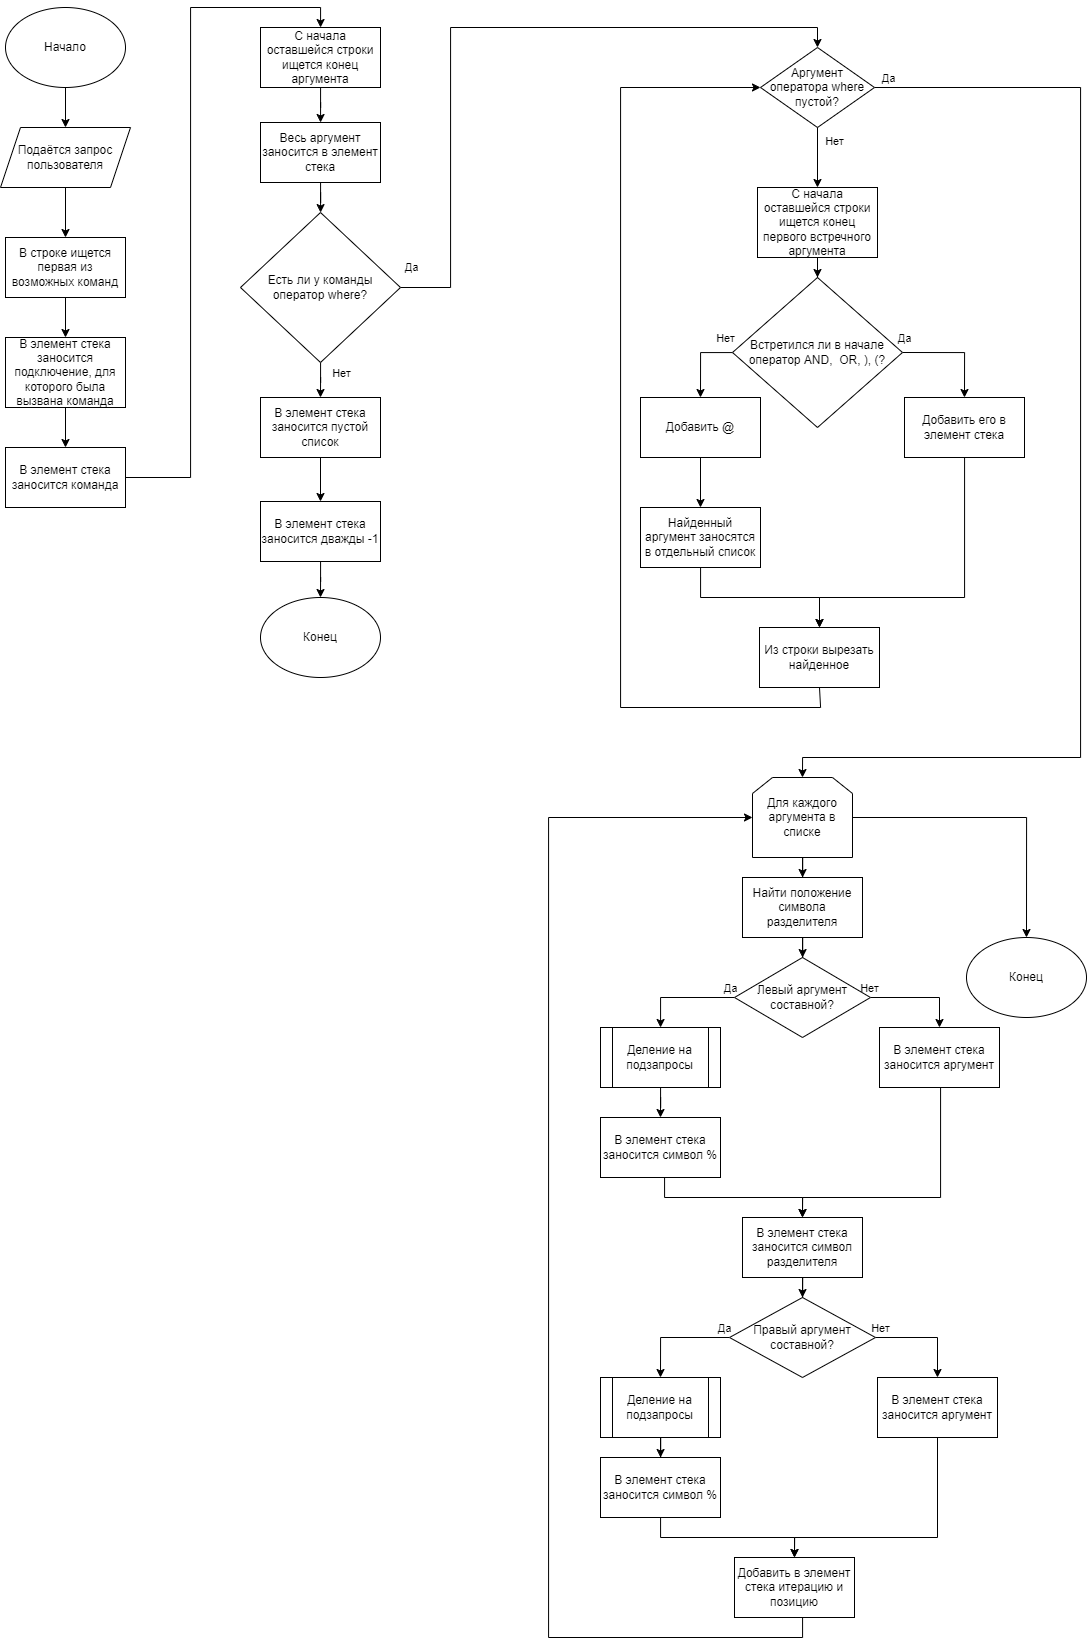 Начало
Подаётся запрос
пользователя
В строке ищется
первая из
возможных команд
В элемент стека
заносится
подключение, для
которого была
вызвана команда
В элемент стека
заносится команда
С начала
оставшейся строки
ищется конец
аргумента
Весь аргумент
заносится в элемент
стека
Есть ли у команды
оператор where?
Да
Нет
В элемент стека
заносится пустой
список
В элемент стека
заносится дважды -1
Конец
Аргумент
оператора where
пустой?
Да
Нет
С начала
оставшейся строки
ищется конец
первого встречного
аргумента
Встретился ли в начале
оператор AND,  OR, ), (?
Нет
Да
Добавить @
Добавить его в
элемент стека
Найденный
аргумент заносятся
в отдельный список
Из строки вырезать
найденное
Для каждого
аргумента в
списке
Найти положение
символа
разделителя
Конец
Левый аргумент
составной?
Да
Нет
Деление на
подзапросы
В элемент стека
заносится аргумент
В элемент стека
заносится символ %
В элемент стека
заносится символ
разделителя
Правый аргумент
составной?
Да
Нет
Деление на
подзапросы
В элемент стека
заносится аргумент
В элемент стека
заносится символ %
Добавить в элемент
стека итерацию и
позицию